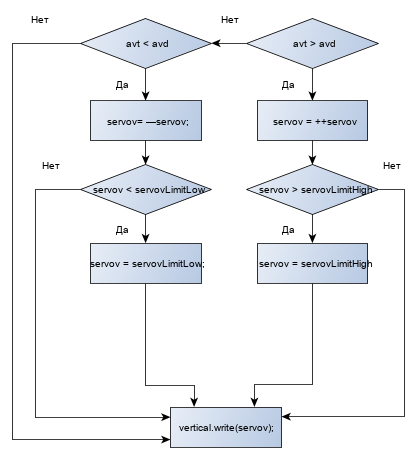 Нет
Нет
avt < avd
avt > avd
Да
Да
servov= —servov;
servov = ++servov
Нет
Нет
servov < servovLimitLow
servov > servovLimitHigh
Да
Да
servov = servovLimitLow;
servov = servovLimitHigh
vertical.write(servov);